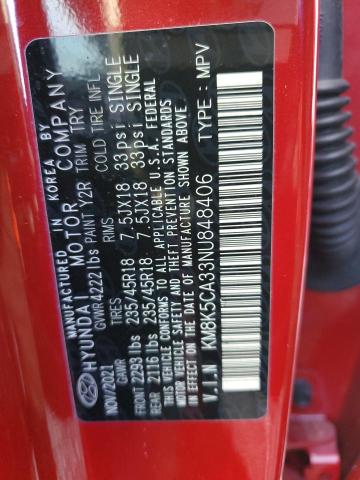 MANUFACTURED IN KOREA BY
HYUNDAI MOTOR COMPANY
GVWR 4222 lbs PAINT Y2R TRIM TRY
NOV/2021 GAWR TIRES RIMS COLD TIRE INFL
FRONT 2293 lbs 235/45R18- 7.5JX18 33psi SINGLE
REAR 2116 lbs 235/45R18- 7.5JX18 33psi SINGLE
THIS VEHICLE CONFORMS TO ALL APPLICABLE U.S.A. FEDERAL
MOTOR VEHICLE SAFETY AND THEFT PREVENTION STANDARDS
IN EFFECT ON THE DATE OF MANUFACTURE SHOWN ABOVE.
V.I.N KM8K5CA33NU848406 TYPE: MPV